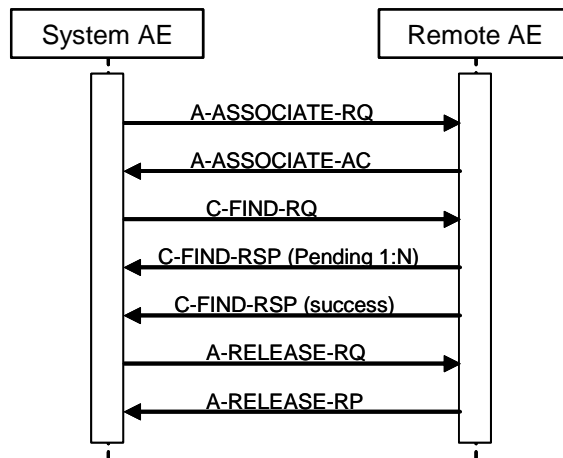 System AE
Remote AE
A-ASSOCIATE-RQ
A-ASSOCIATE-AC
C-FIND-RQ
C-FIND-RSP (Pending 1:N)
C-FIND-RSP (success)
A-RELEASE-RQ
A-RELEASE-RP